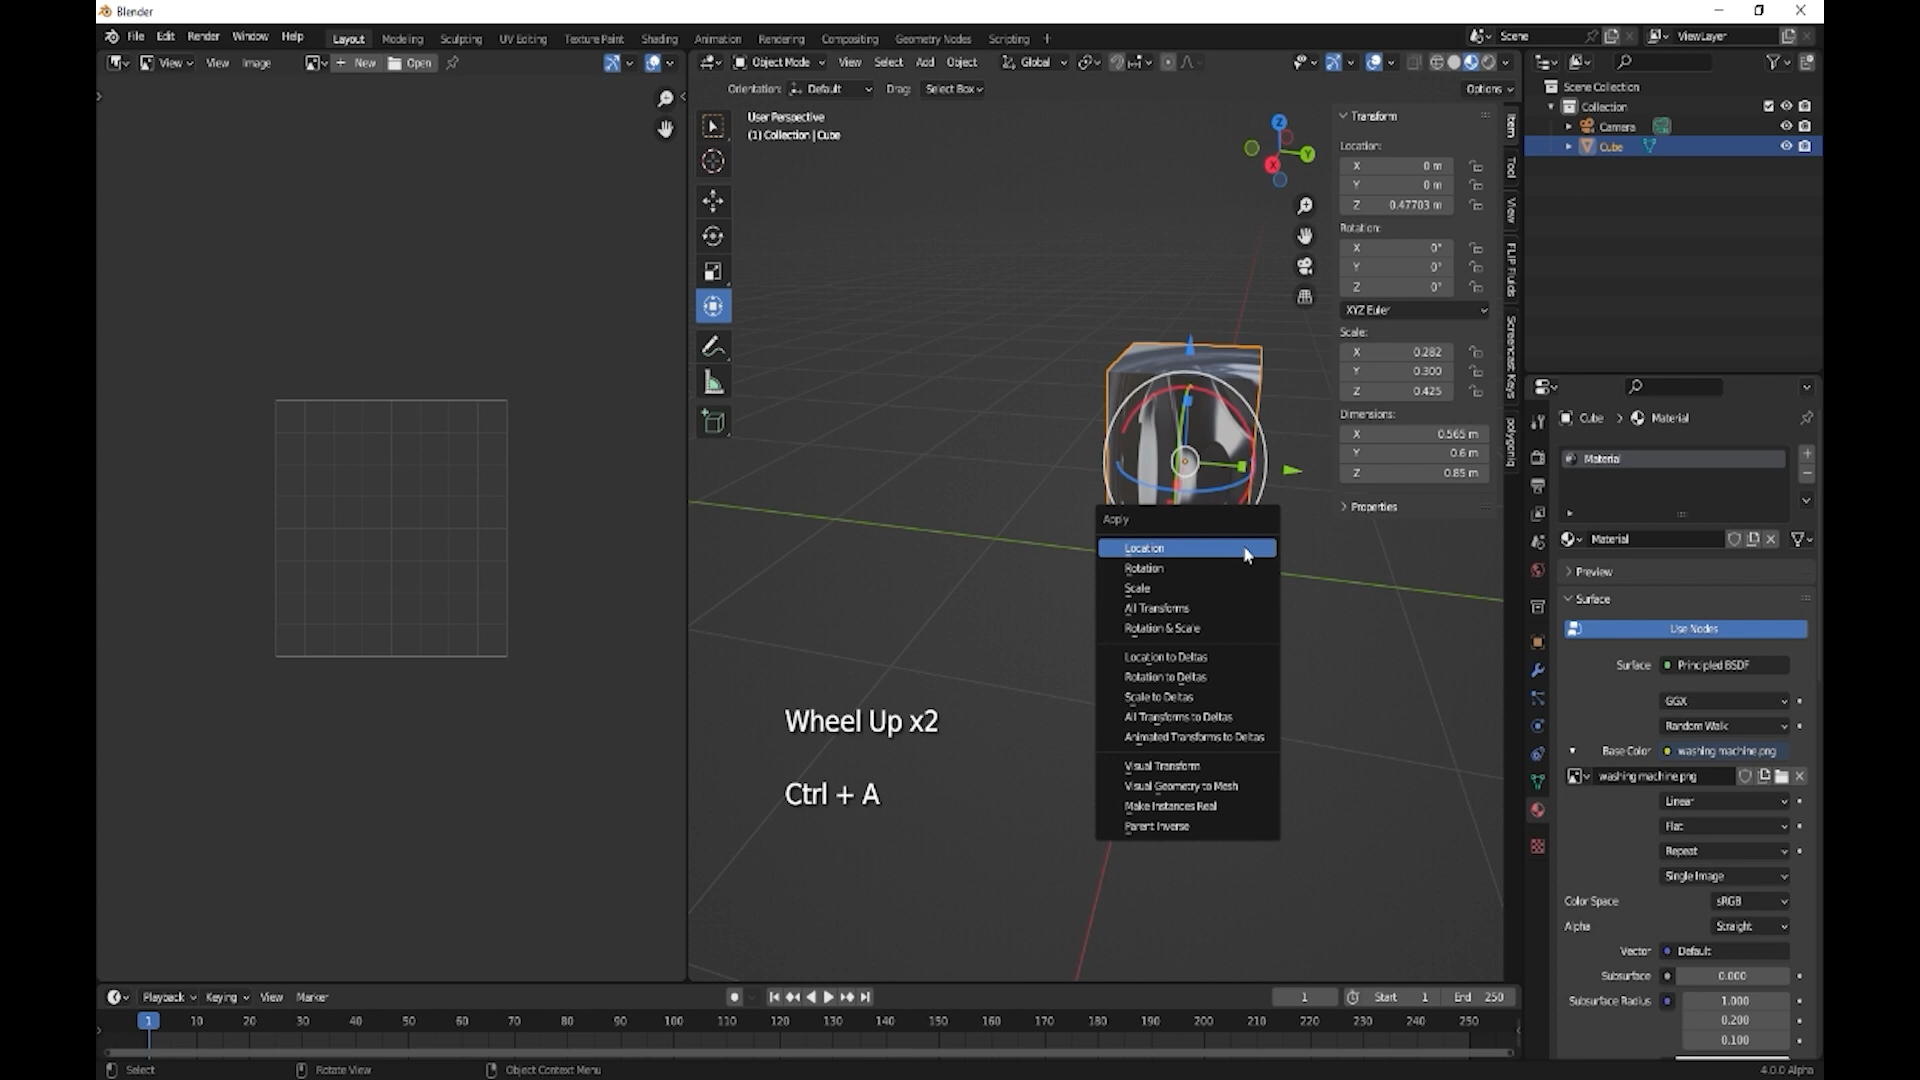 Blender
File Edit Render Window Help Layout Modeling Sculpting UV Editing Texture Paint Shading Animation Rendering Compositing Geometry Nodes Scripting + Scene ViewLayer
View View Image + New Open Object Mode View Select Add Object Global
Orientation: Default Drag: Select Box Options
User Perspective
(1) Collection | Cube
Z
Y
X
Transform
Location:
X 0 m
Y 0 m
Z 0.47703 m
Rotation:
X 0°
Y 0°
Z 0°
XYZ Euler
Scale:
X 0.282
Y 0.300
Z 0.425
Dimensions:
X 0.565 m
Y 0.6 m
Z 0.85 m
Properties
Item
Tool
View
FLIP Fluids
Screencast Keys
polygoniq
Scene Collection
Collection
Camera
Cube
Apply
Location
Rotation
Scale
All Transforms
Rotation & Scale
Location to Deltas
Rotation to Deltas
Scale to Deltas
All Transforms to Deltas
Animated Transforms to Deltas
Visual Transform
Visual Geometry to Mesh
Make Instances Real
Parent Inverse
Wheel Up x2
Ctrl + A
Cube > Material
Material
Material
Preview
Surface
Use Nodes
Surface Principled BSDF
GGX
Random Walk
Base Color washing machine.png
washing machine.png
Linear
Flat
Repeat
Single Image
Color Space sRGB
Alpha Straight
Vector Default
Subsurface 0.000
Subsurface Radius 1.000
0.200
0.100
Playback Keying View Marker 1 Start 1 End 250
1 10 20 30 40 50 60 70 80 90 100 110 120 130 140 150 160 170 180 190 200 210 220 230 240 250
Select Rotate View Object Context Menu 4.0.0 Alpha